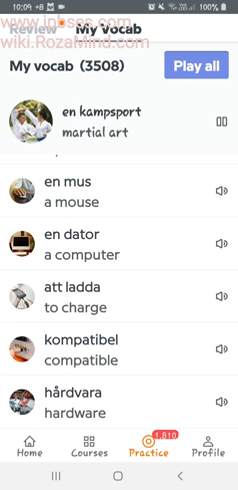 10:09 +B 100%
www.inbses.com
Review My Vocab
wiki.RozaMind.com
My vocab (3508) Play all
en kampsport
martial art
en mus
a mouse
en dator
a computer
att ladda
to charge
kompatibel
compatible
hårdvara
hardware
1,810
Home Courses Practice Profile